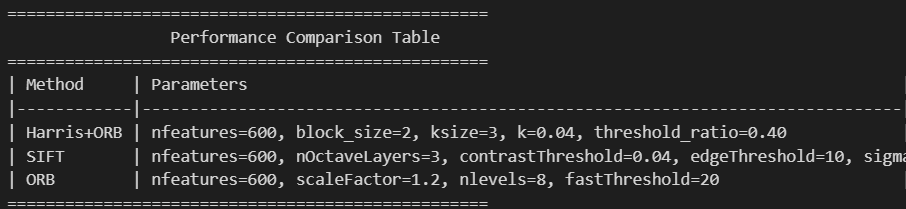 ==================================================
Performance Comparison Table
==================================================
| Method     | Parameters
|------------|--------------------------------------------------------------------------------|
| Harris+ORB | nfeatures=600, block_size=2, ksize=3, k=0.04, threshold_ratio=0.40
| SIFT       | nfeatures=600, nOctaveLayers=3, contrastThreshold=0.04, edgeThreshold=10, sigma
| ORB        | nfeatures=600, scaleFactor=1.2, nlevels=8, fastThreshold=20
==================================================